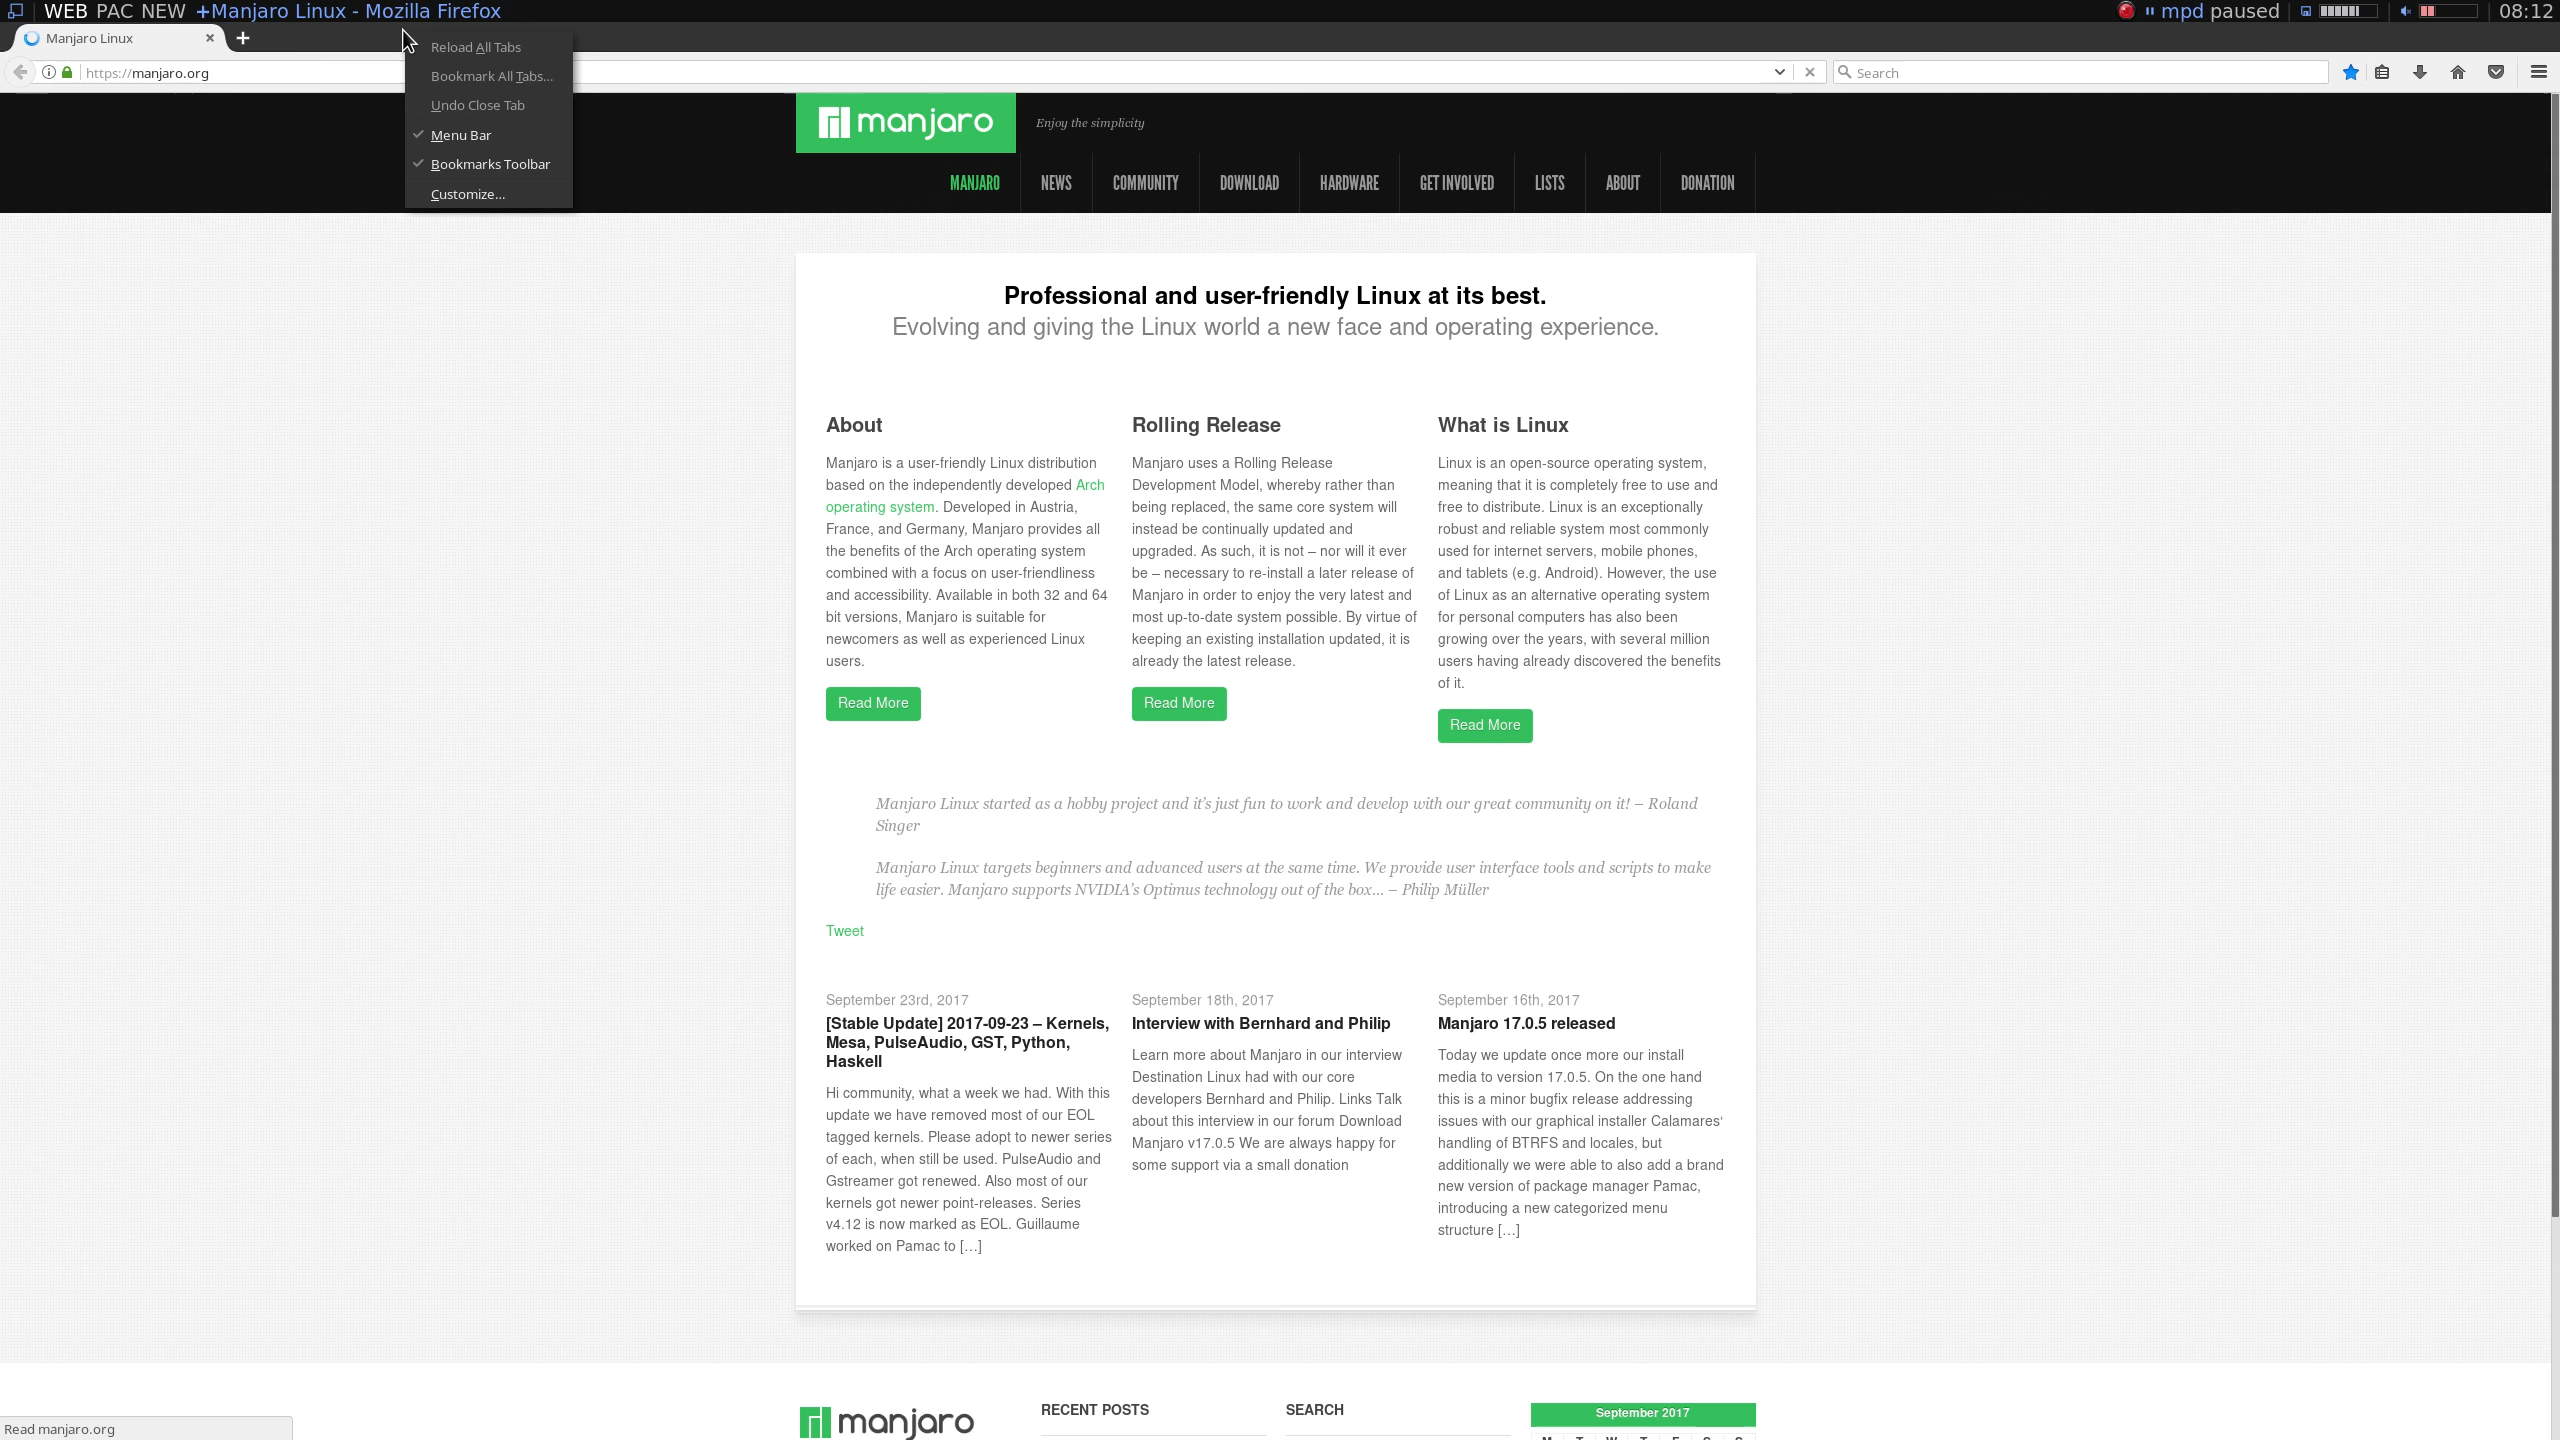 WEB PAC NEW +Manjaro Linux - Mozilla Firefox
mpd paused
08:12
Manjaro Linux
https://manjaro.org
Search
Reload All Tabs
Bookmark All Tabs...
Undo Close Tab
Menu Bar
Bookmarks Toolbar
Customize...
manjaro
Enjoy the simplicity
MANJARO NEWS COMMUNITY DOWNLOAD HARDWARE GET INVOLVED LISTS ABOUT DONATION
Professional and user-friendly Linux at its best.
Evolving and giving the Linux world a new face and operating experience.
About
Manjaro is a user-friendly Linux distribution
based on the independently developed Arch
operating system. Developed in Austria,
France, and Germany, Manjaro provides all
the benefits of the Arch operating system
combined with a focus on user-friendliness
and accessibility. Available in both 32 and 64
bit versions, Manjaro is suitable for
newcomers as well as experienced Linux
users.
Read More
Rolling Release
Manjaro uses a Rolling Release
Development Model, whereby rather than
being replaced, the same core system will
instead be continually updated and
upgraded. As such, it is not – nor will it ever
be – necessary to re-install a later release of
Manjaro in order to enjoy the very latest and
most up-to-date system possible. By virtue of
keeping an existing installation updated, it is
already the latest release.
Read More
What is Linux
Linux is an open-source operating system,
meaning that it is completely free to use and
free to distribute. Linux is an exceptionally
robust and reliable system most commonly
used for internet servers, mobile phones,
and tablets (e.g. Android). However, the use
of Linux as an alternative operating system
for personal computers has also been
growing over the years, with several million
users having already discovered the benefits
of it.
Read More
Manjaro Linux started as a hobby project and it's just fun to work and develop with our great community on it! – Roland
Singer
Manjaro Linux targets beginners and advanced users at the same time. We provide user interface tools and scripts to make
life easier. Manjaro supports NVIDIA's Optimus technology out of the box... – Philip Müller
Tweet
September 23rd, 2017
[Stable Update] 2017-09-23 – Kernels,
Mesa, PulseAudio, GST, Python,
Haskell
Hi community, what a week we had. With this
update we have removed most of our EOL
tagged kernels. Please adopt to newer series
of each, when still be used. PulseAudio and
Gstreamer got renewed. Also most of our
kernels got newer point-releases. Series
v4.12 is now marked as EOL. Guillaume
worked on Pamac to [...]
September 18th, 2017
Interview with Bernhard and Philip
Learn more about Manjaro in our interview
Destination Linux had with our core
developers Bernhard and Philip. Links Talk
about this interview in our forum Download
Manjaro v17.0.5 We are always happy for
some support via a small donation
September 16th, 2017
Manjaro 17.0.5 released
Today we update once more our install
media to version 17.0.5. On the one hand
this is a minor bugfix release addressing
issues with our graphical installer Calamares'
handling of BTRFS and locales, but
additionally we were able to also add a brand
new version of package manager Pamac,
introducing a new categorized menu
structure [...]
manjaro
RECENT POSTS
SEARCH
September 2017
M T W T F S S
Read manjaro.org